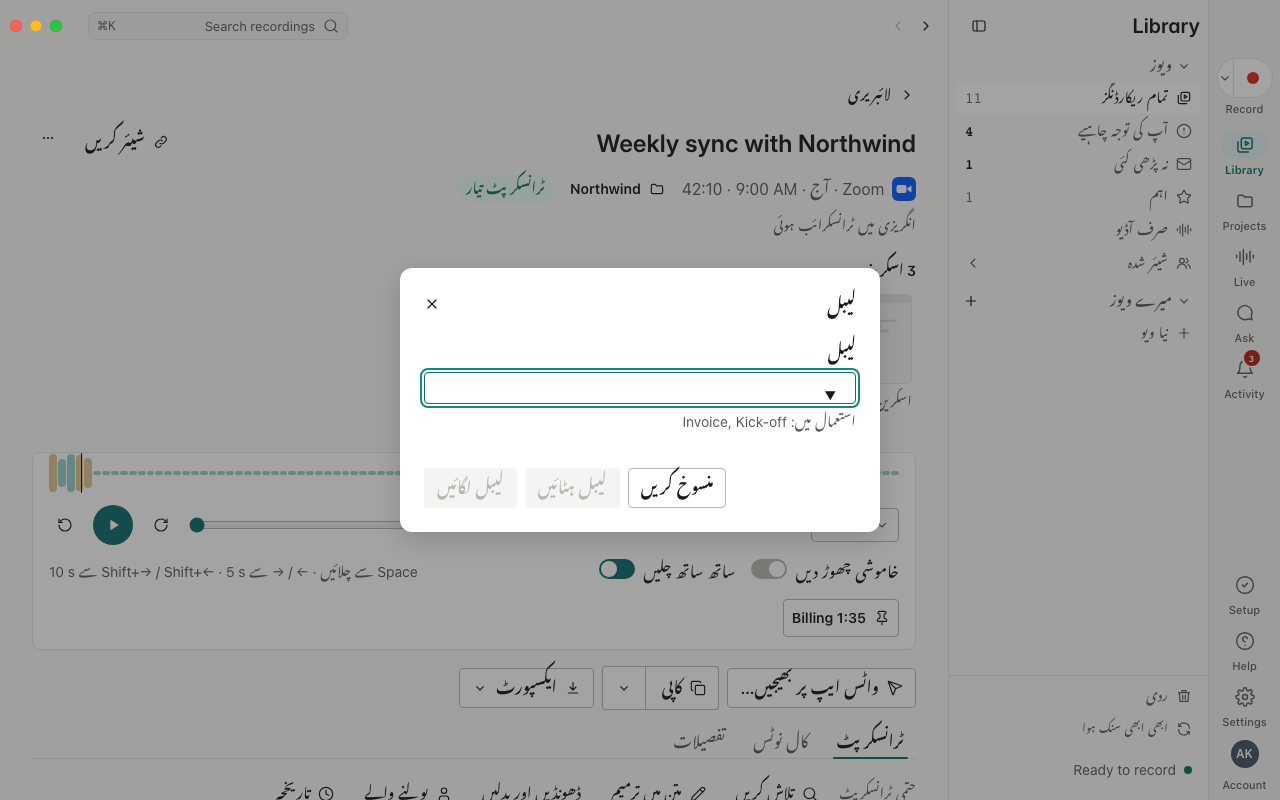 ⌘K
Search recordings
Library
ویوز
تمام ریکارڈنگز 11
آپ کی توجہ چاہیے 4
نہ پڑھی گئی 1
اہم 1
صرف آڈیو
شیئر شدہ
میرے ویوز
نیا ویو
ردی
ابھی ابھی سنک ہوا
Ready to record
Record
Library
Projects
Live
Ask
3
Activity
Setup
Help
Settings
AK
Account
لائبریری
Weekly sync with Northwind
شیئر کریں
Zoom · آج · 9:00 AM · 42:10
Northwind
ٹرانسکرپٹ تیار
انگریزی میں ٹرانسکرائب ہوئی
لیبل
لیبل
استعمال میں: Invoice, Kick-off
منسوخ کریں
لیبل ہٹائیں
لیبل لگائیں
خاموشی چھوڑ دیں
ساتھ ساتھ چلیں
Space سے چلائیں · ← / → سے 5 s · Shift+← / Shift+→ سے 10 s
Billing 1:35
واٹس ایپ پر بھیجیں...
کاپی
ایکسپورٹ
ٹرانسکرپٹ
کال نوٹس
تفصیلات
حتمی ٹرانسکرپٹ
تلاش کریں
متن میں ترمیم
ڈھونڈیں اور بدلیں
بولنے والے
تاریخچہ